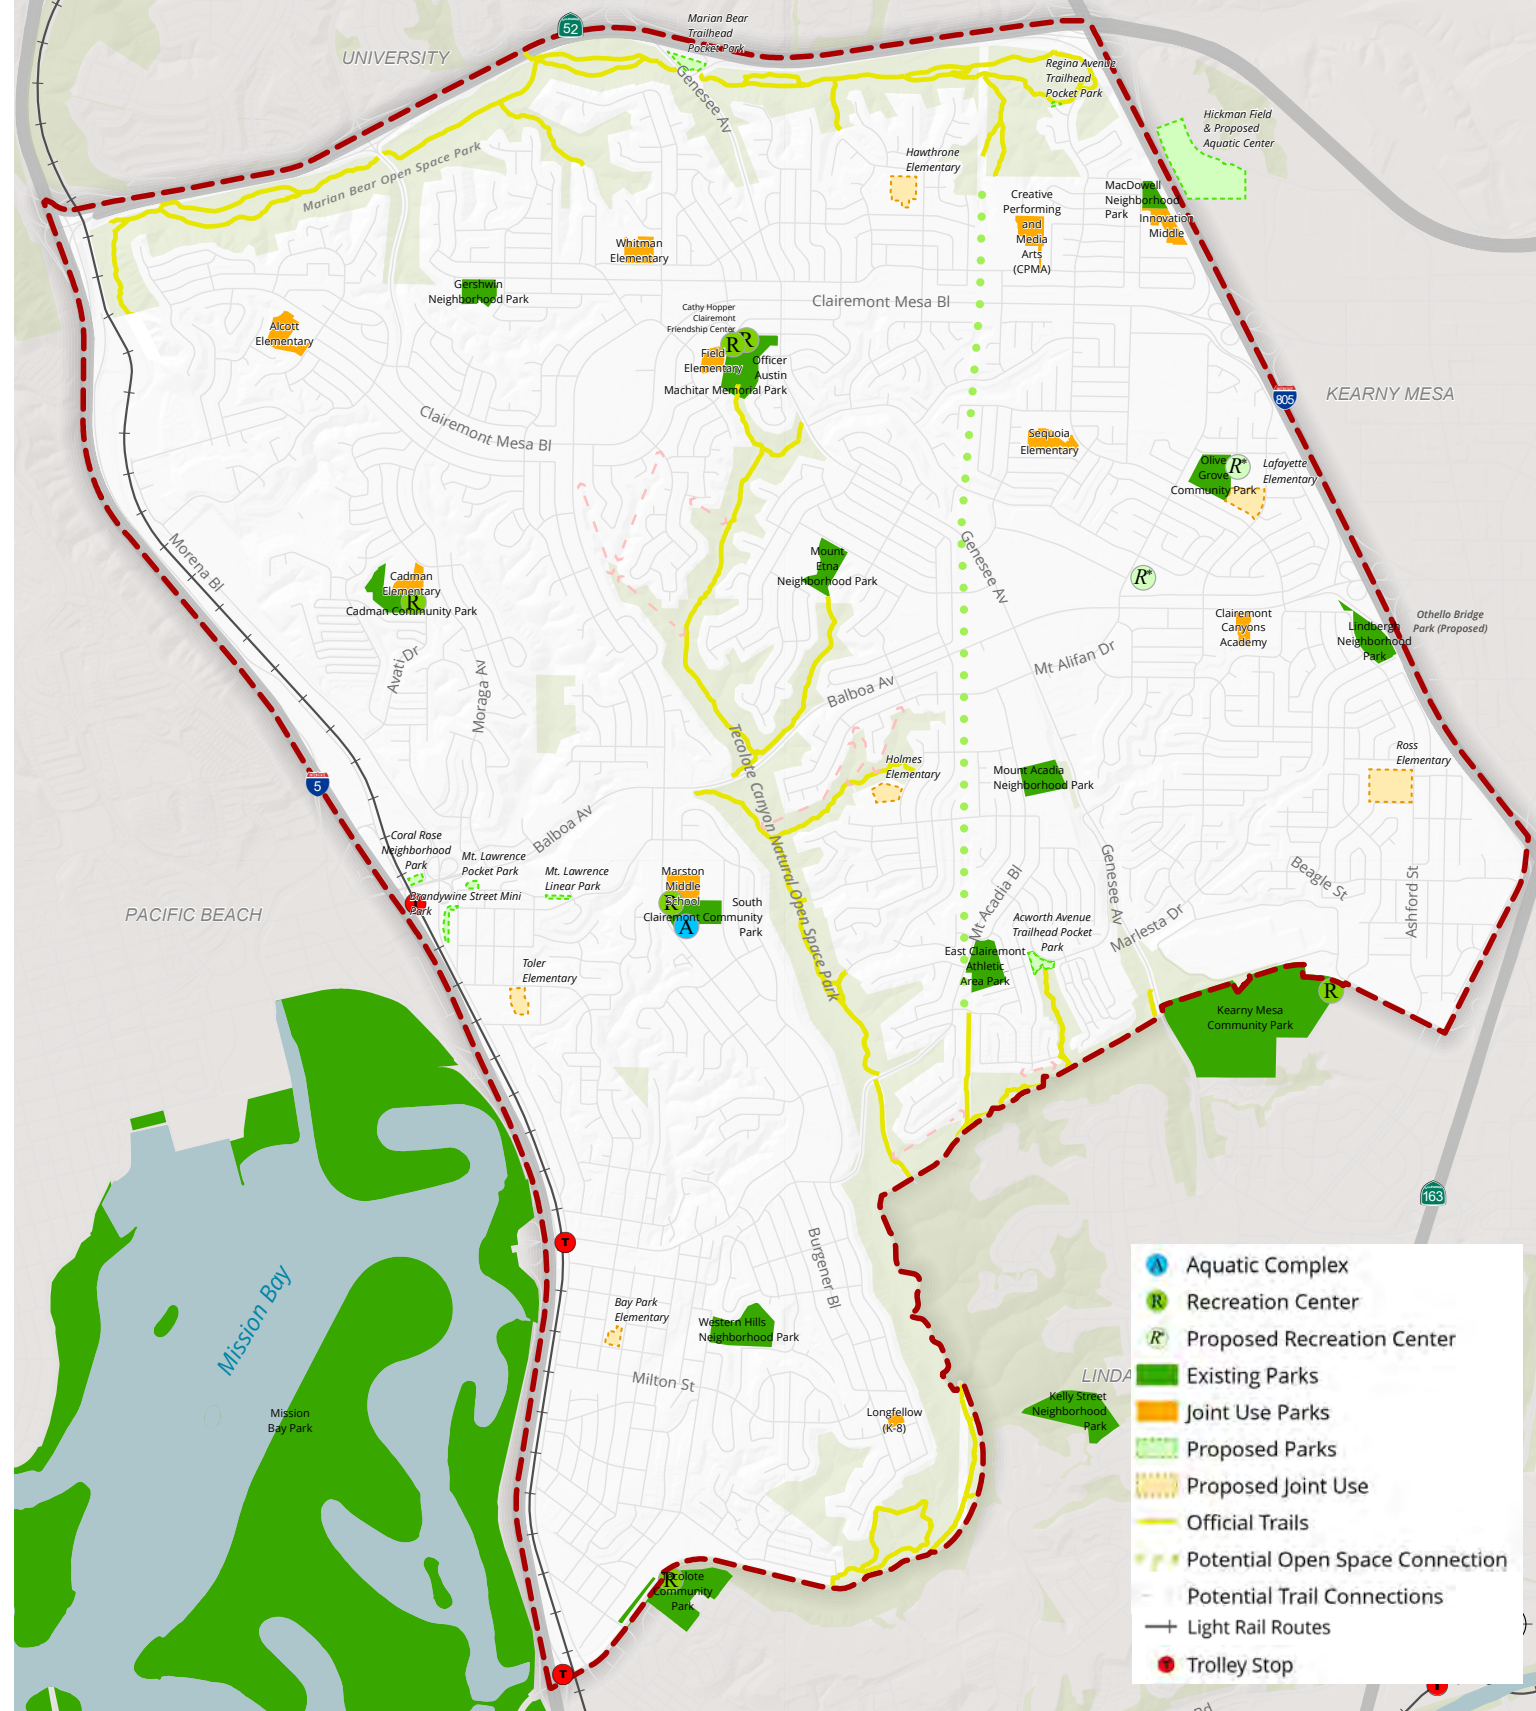 52
Marian Bear
Trailhead
Pocket Park
UNIVERSITY
Genesee Av
Regina Avenue
Trailhead
Pocket Park
Hickman Field
& Proposed
Aquatic Center
Marian Bear Open Space Park
Hawthrone
Elementary
Creative
Performing
and
Media
Arts
(CPMA)
MacDowell
Neighborhood
Park
Innovation
Middle
Whitman
Elementary
Gershwin
Neighborhood Park
Clairemont Mesa Bl
Alcott
Elementary
Cathy Hopper
Clairemont
Friendship Center
R
R
Field
Elementary
Officer
Austin
Machitar Memorial Park
805
KEARNY MESA
Clairemont Mesa Bl
Sequoia
Elementary
Olive
Grove
Community Park
R*
Lafayette
Elementary
Morena Bl
Genesee Av
Mount
Etna
Neighborhood Park
R*
Cadman
Elementary
R
Cadman Community Park
Clairemont
Canyons
Academy
Lindbergh
Neighborhood
Park
Othello Bridge
Park (Proposed)
Avati Dr
Moraga Av
Mt Alifan Dr
Balboa Av
Tecolote Canyon Natural Open Space Park
Holmes
Elementary
Mount Acadia
Neighborhood Park
Ross
Elementary
5
Balboa Av
Coral Rose
Neighborhood
Park
Mt. Lawrence
Pocket Park
Mt. Lawrence
Linear Park
Brandywine Street Mini
Park
Marston
Middle
School
R
South
Clairemont Community
Park
A
PACIFIC BEACH
Mt Acadia Bl
Genesee Av
Marlesta Dr
Beagle St
Ashford St
Acworth Avenue
Trailhead Pocket
Park
East Clairemont
Athletic
Area Park
Toler
Elementary
R
Kearny Mesa
Community Park
163
T
Burgener Bl
Mission Bay
Bay Park
Elementary
Western Hills
Neighborhood Park
Milton St
LINDA
Kelly Street
Neighborhood
Park
Longfellow
(K-8)
Mission
Bay Park
R
Tecolote
Community
Park
T
A Aquatic Complex
R Recreation Center
R* Proposed Recreation Center
Existing Parks
Joint Use Parks
Proposed Parks
Proposed Joint Use
Official Trails
Potential Open Space Connection
Potential Trail Connections
Light Rail Routes
T Trolley Stop
T